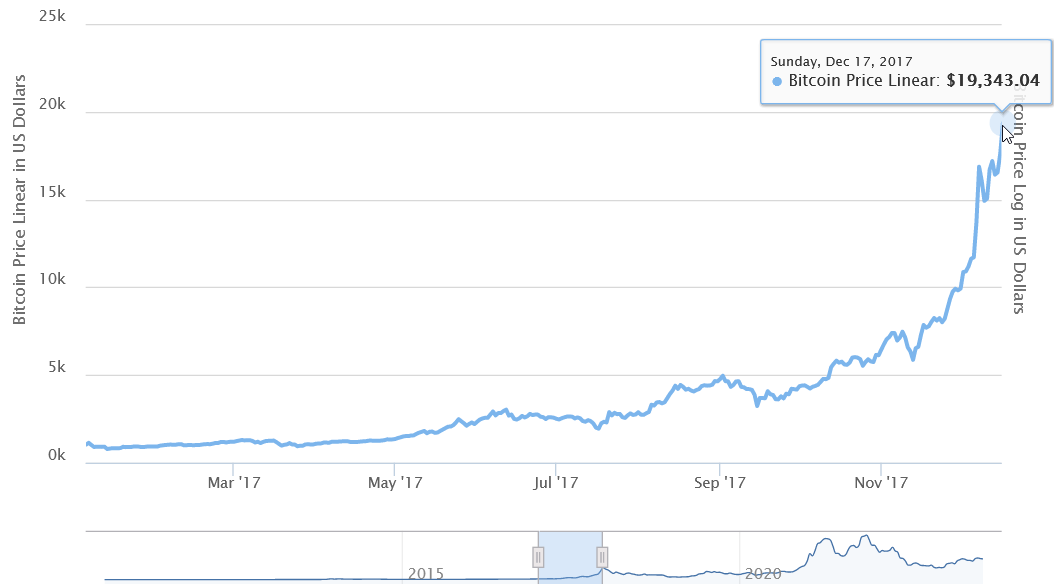 25k
Sunday, Dec 17, 2017
Bitcoin Price Linear: $19,343.04
20k
15k
10k
5k
0k
Bitcoin Price Linear in US Dollars
Bitcoin Price Log in US Dollars
Mar '17
May '17
Jul '17
Sep '17
Nov '17
2015
2020